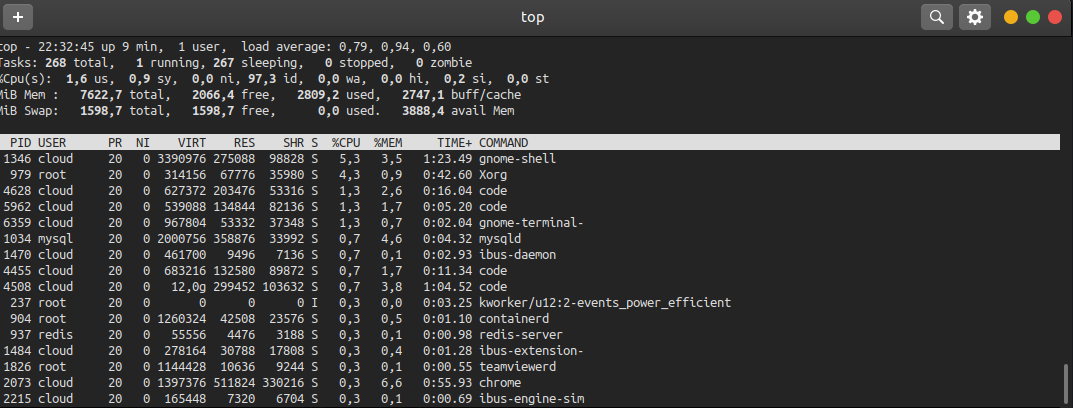 top
top - 22:32:45 up 9 min,  1 user,  load average: 0,79, 0,94, 0,60
Tasks: 268 total,   1 running, 267 sleeping,   0 stopped,   0 zombie
%Cpu(s):  1,6 us,  0,9 sy,  0,0 ni, 97,3 id,  0,0 wa,  0,0 hi,  0,2 si,  0,0 st
MiB Mem :   7622,7 total,   2066,4 free,   2809,2 used,   2747,1 buff/cache
MiB Swap:   1598,7 total,   1598,7 free,      0,0 used.   3888,4 avail Mem
PID USER      PR  NI    VIRT    RES    SHR S  %CPU  %MEM     TIME+ COMMAND
1346 cloud     20   0 3390976 275088  98828 S   5,3   3,5   1:23.49 gnome-shell
979 root      20   0  314156  67776  35980 S   4,3   0,9   0:42.60 Xorg
4628 cloud     20   0  627372 203476  53316 S   1,3   2,6   0:16.04 code
5962 cloud     20   0  539088 134844  82136 S   1,3   1,7   0:05.20 code
6359 cloud     20   0  967804  53332  37348 S   1,3   0,7   0:02.04 gnome-terminal-
1034 mysql     20   0 2000756 358876  33992 S   0,7   4,6   0:04.32 mysqld
1470 cloud     20   0  461700   9496   7136 S   0,7   0,1   0:02.93 ibus-daemon
4455 cloud     20   0  683216 132580  89872 S   0,7   1,7   0:11.34 code
4508 cloud     20   0   12,0g 299452 103632 S   0,7   3,8   1:04.52 code
237 root      20   0       0      0      0 I   0,3   0,0   0:03.25 kworker/u12:2-events_power_efficient
904 root      20   0 1260324  42508  23576 S   0,3   0,5   0:01.10 containerd
937 redis     20   0   55556   4476   3188 S   0,3   0,1   0:00.98 redis-server
1484 cloud     20   0  278164  30788  17808 S   0,3   0,4   0:01.28 ibus-extension-
1826 root      20   0 1144428  10636   9244 S   0,3   0,1   0:00.55 teamviewerd
2073 cloud     20   0 1397376 511824 330216 S   0,3   6,6   0:55.93 chrome
2215 cloud     20   0  165448   7320   6704 S   0,3   0,1   0:00.69 ibus-engine-sim